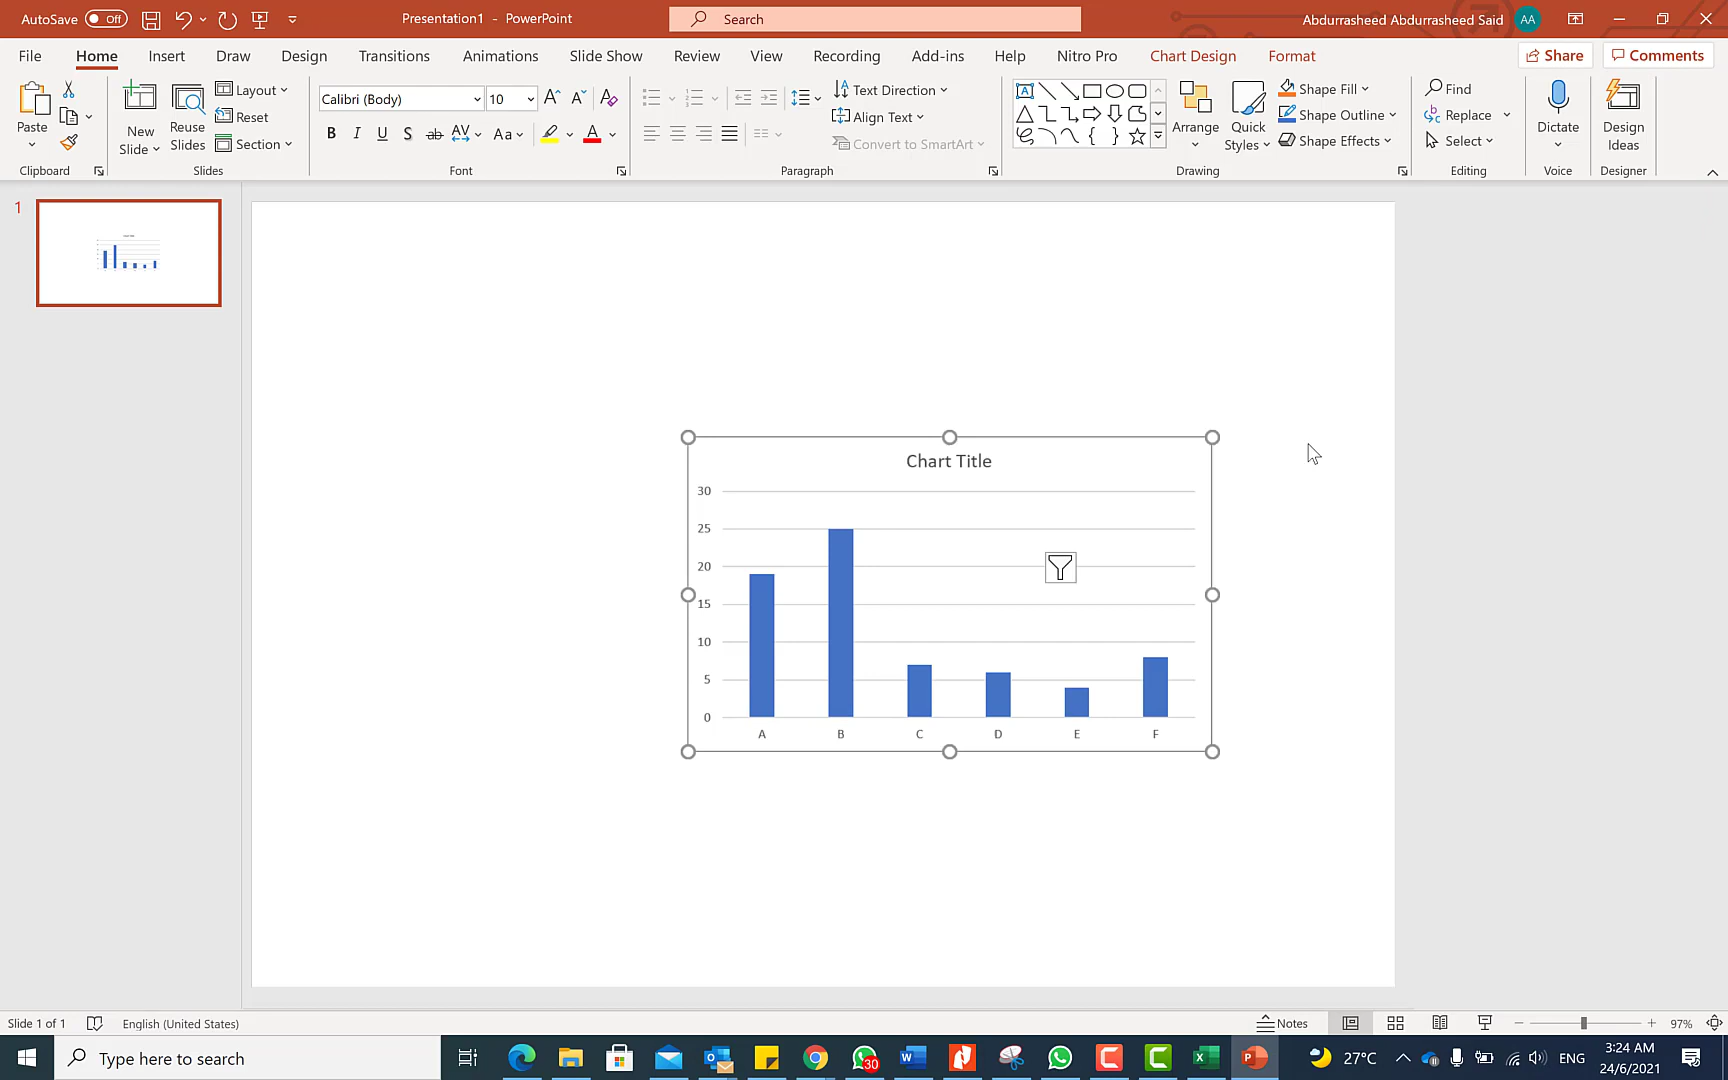 AutoSave Off
Presentation1 - PowerPoint
Search
Abdurrasheed Abdurrasheed Said AA
File Home Insert Draw Design Transitions Animations Slide Show Review View Recording Add-ins Help Nitro Pro Chart Design Format Share Comments
Paste
New Slide
Reuse Slides
Layout
Reset
Section
Calibri (Body) 10
B I U S ab AV Aa A
Text Direction
Align Text
Convert to SmartArt
Arrange
Quick Styles
Shape Fill
Shape Outline
Shape Effects
Find
Replace
Select
Dictate
Design Ideas
Clipboard Slides Font Paragraph Drawing Editing Voice Designer
1
Chart Title
30
25
20
15
10
5
0
A B C D E F
Slide 1 of 1 English (United States) Notes 97%
Type here to search
30
27°C
ENG
3:24 AM
24/6/2021